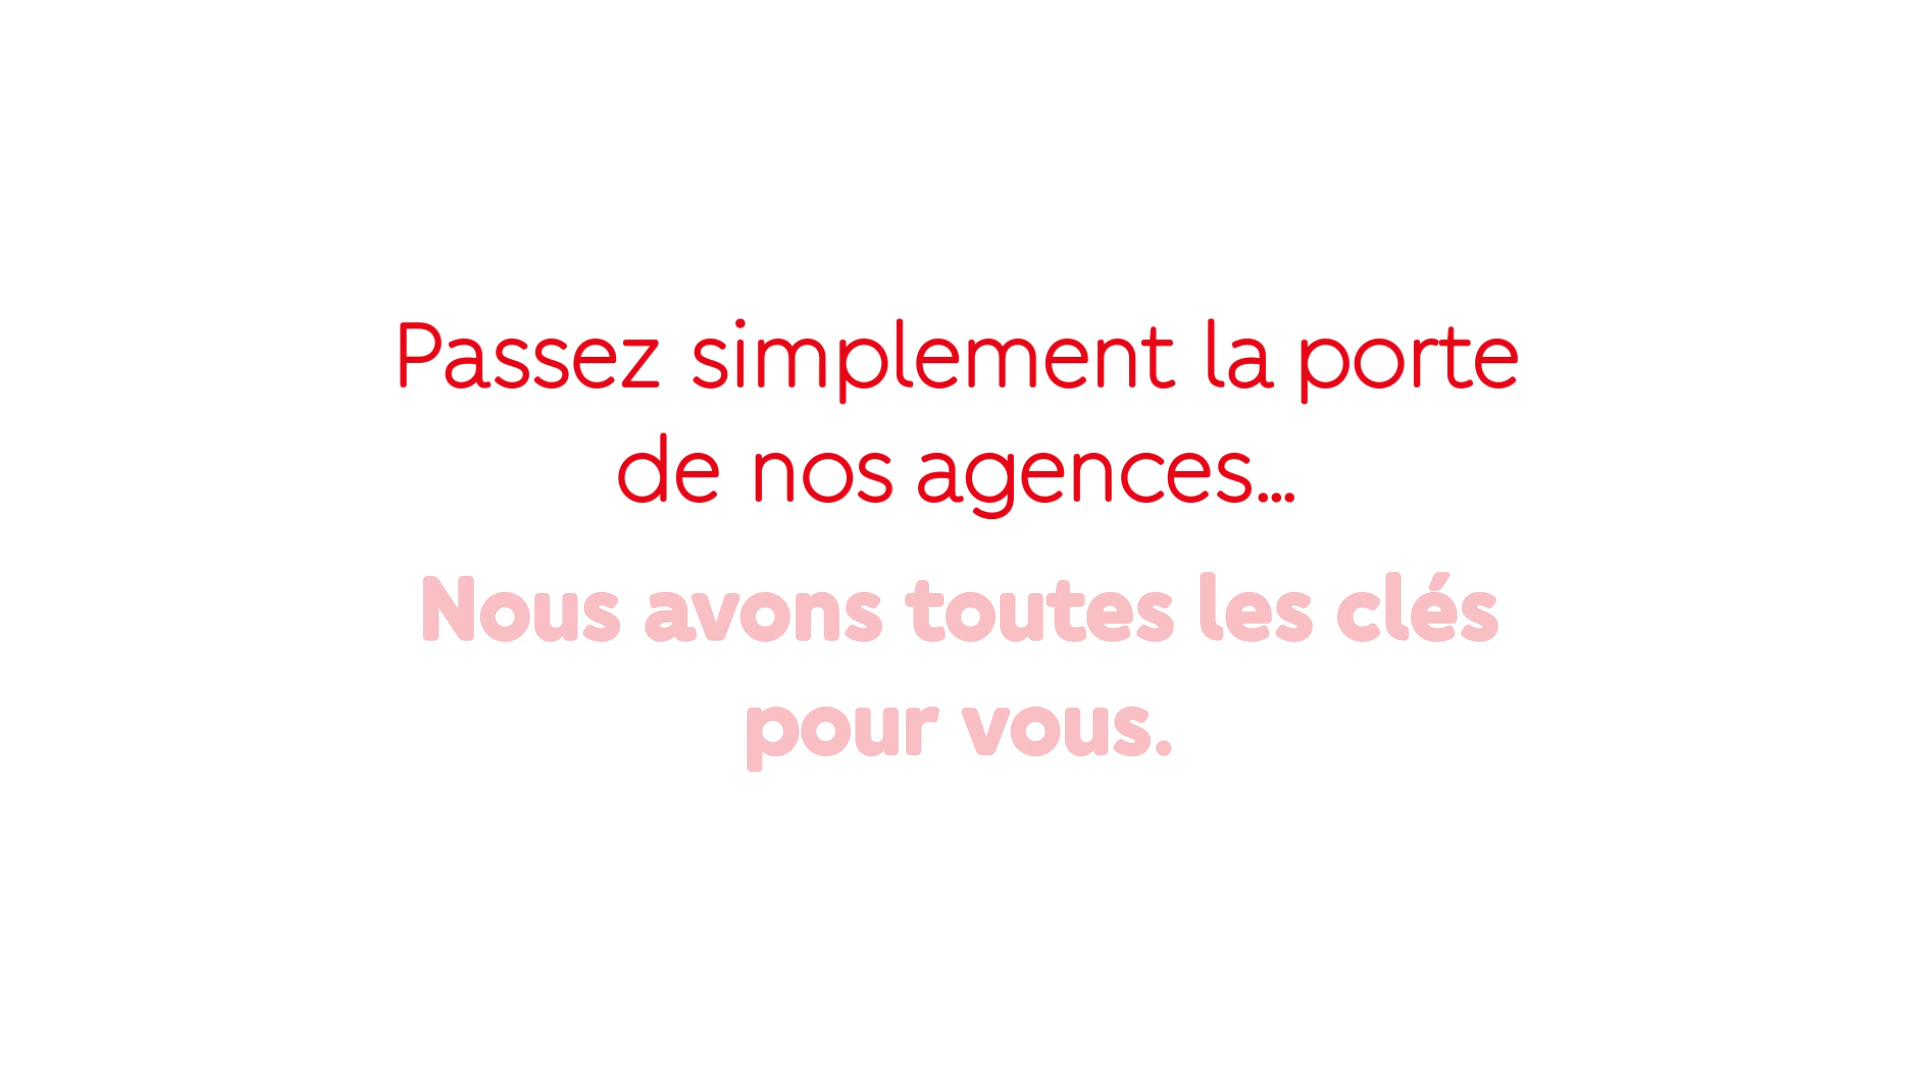 Passez simplement la porte
de nos agences...
Nous avons toutes les clés
pour vous.